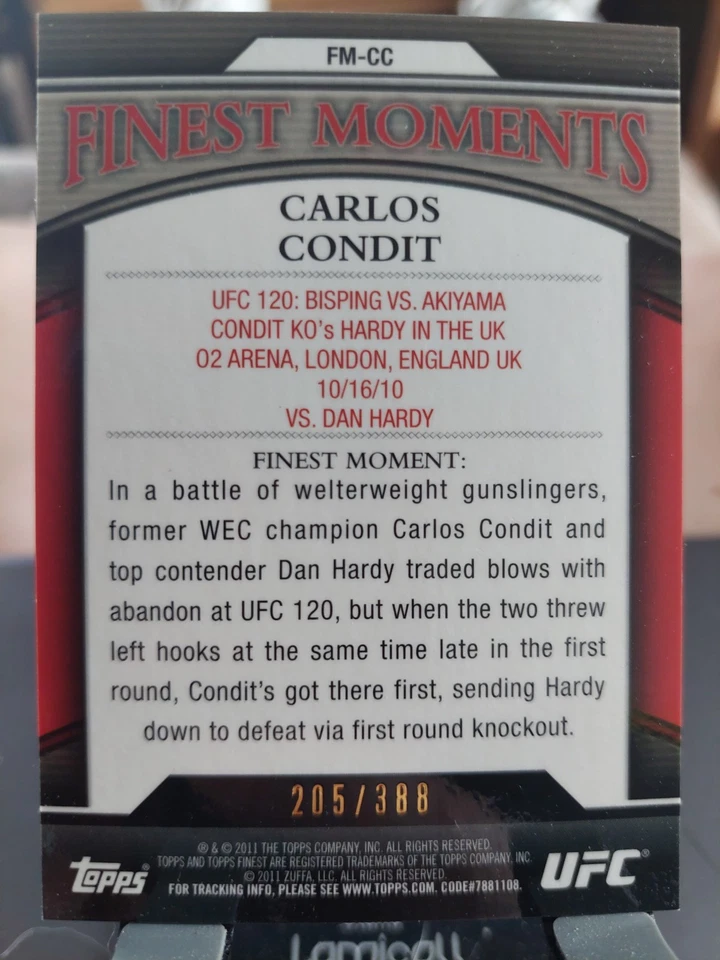 FM-CC
FINEST MOMENTS
CARLOS
CONDIT
UFC 120: BISPING VS. AKIYAMA
CONDIT KO's HARDY IN THE UK
O2 ARENA, LONDON, ENGLAND UK
10/16/10
VS. DAN HARDY
FINEST MOMENT:
In a battle of welterweight gunslingers,
former WEC champion Carlos Condit and
top contender Dan Hardy traded blows with
abandon at UFC 120, but when the two threw
left hooks at the same time late in the first
round, Condit's got there first, sending Hardy
down to defeat via first round knockout.
205/388
® & © 2011 THE TOPPS COMPANY, INC. ALL RIGHTS RESERVED.
TOPPS AND TOPPS FINEST ARE REGISTERED TRADEMARKS OF THE TOPPS COMPANY, INC.
© 2011 ZUFFA, LLC. ALL RIGHTS RESERVED.
FOR TRACKING INFO, PLEASE SEE WWW.TOPPS.COM. CODE#7881108.
Topps®
UFC®
Lamicall